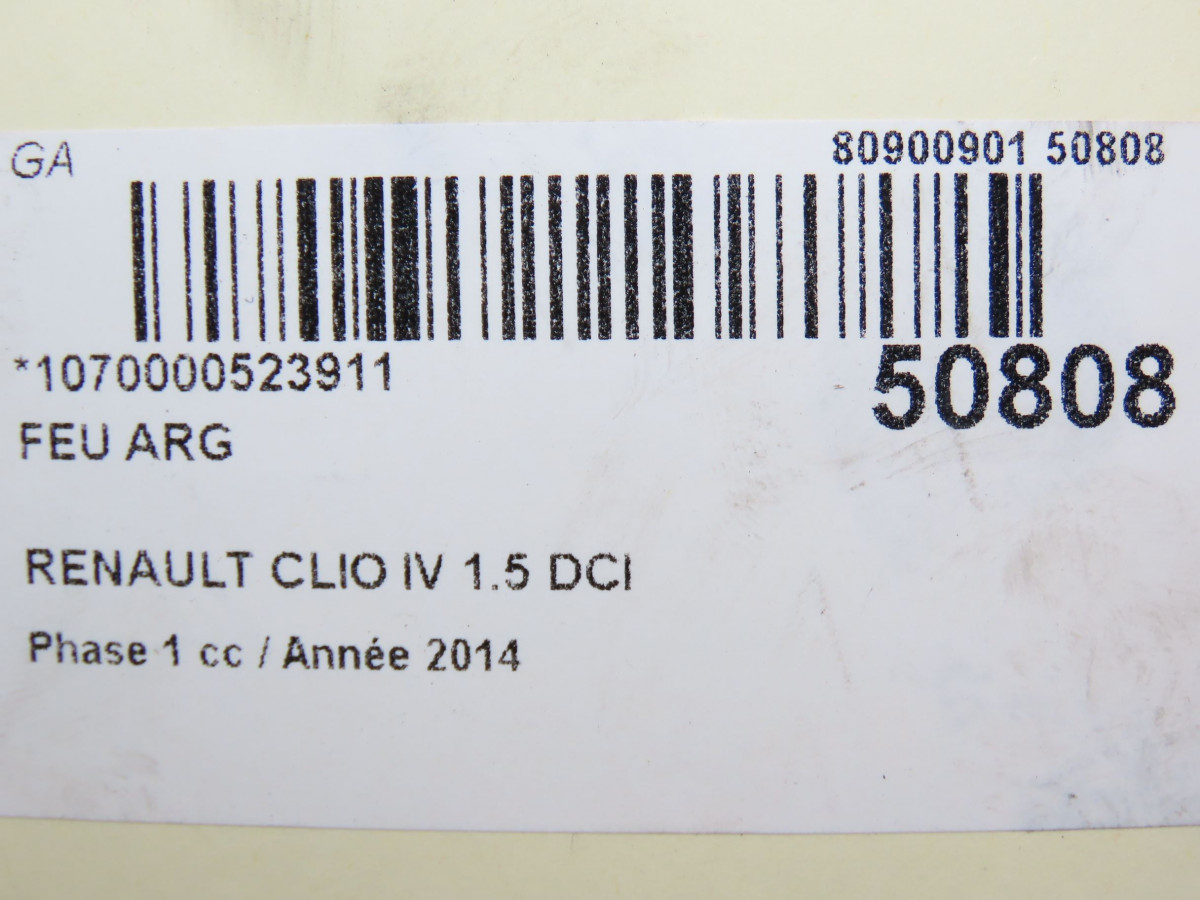 GA
80900901 50808
*1070000523911
50808
FEU ARG
RENAULT CLIO IV 1.5 DCI
Phase 1 cc / Année 2014